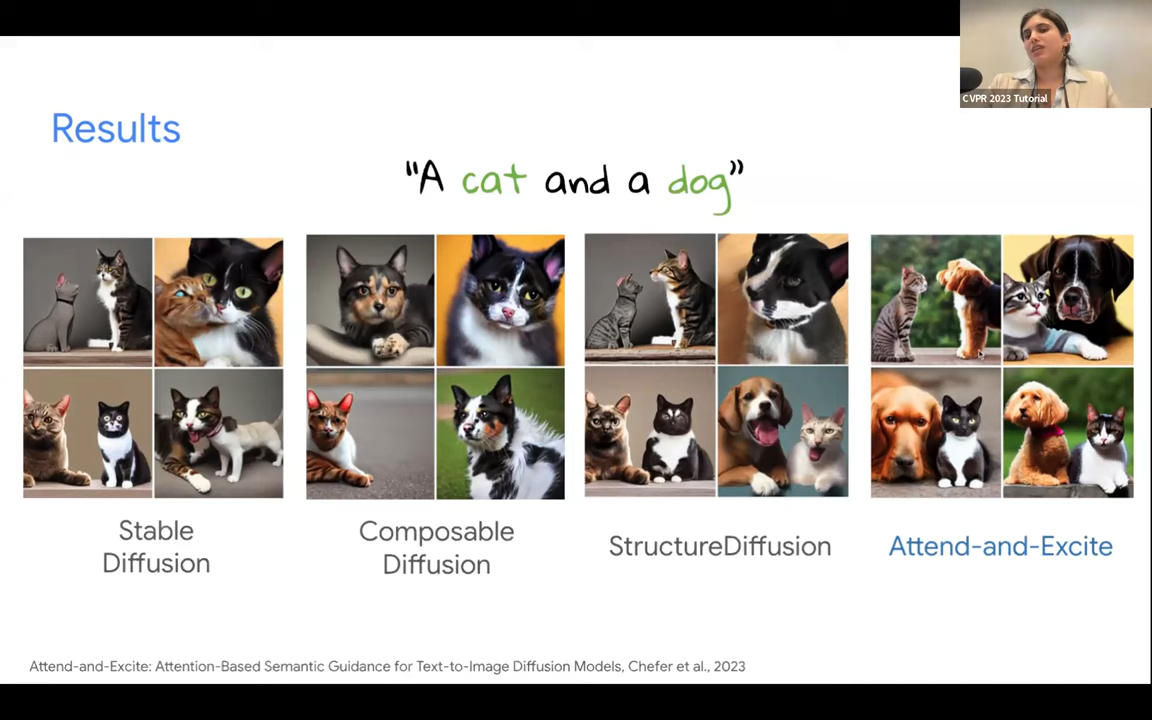 CVPR 2023 Tutorial
Results
"A cat and a dog"
Stable
Diffusion
Composable
Diffusion
StructureDiffusion
Attend-and-Excite
Attend-and-Excite: Attention-Based Semantic Guidance for Text-to-Image Diffusion Models, Chefer et al., 2023